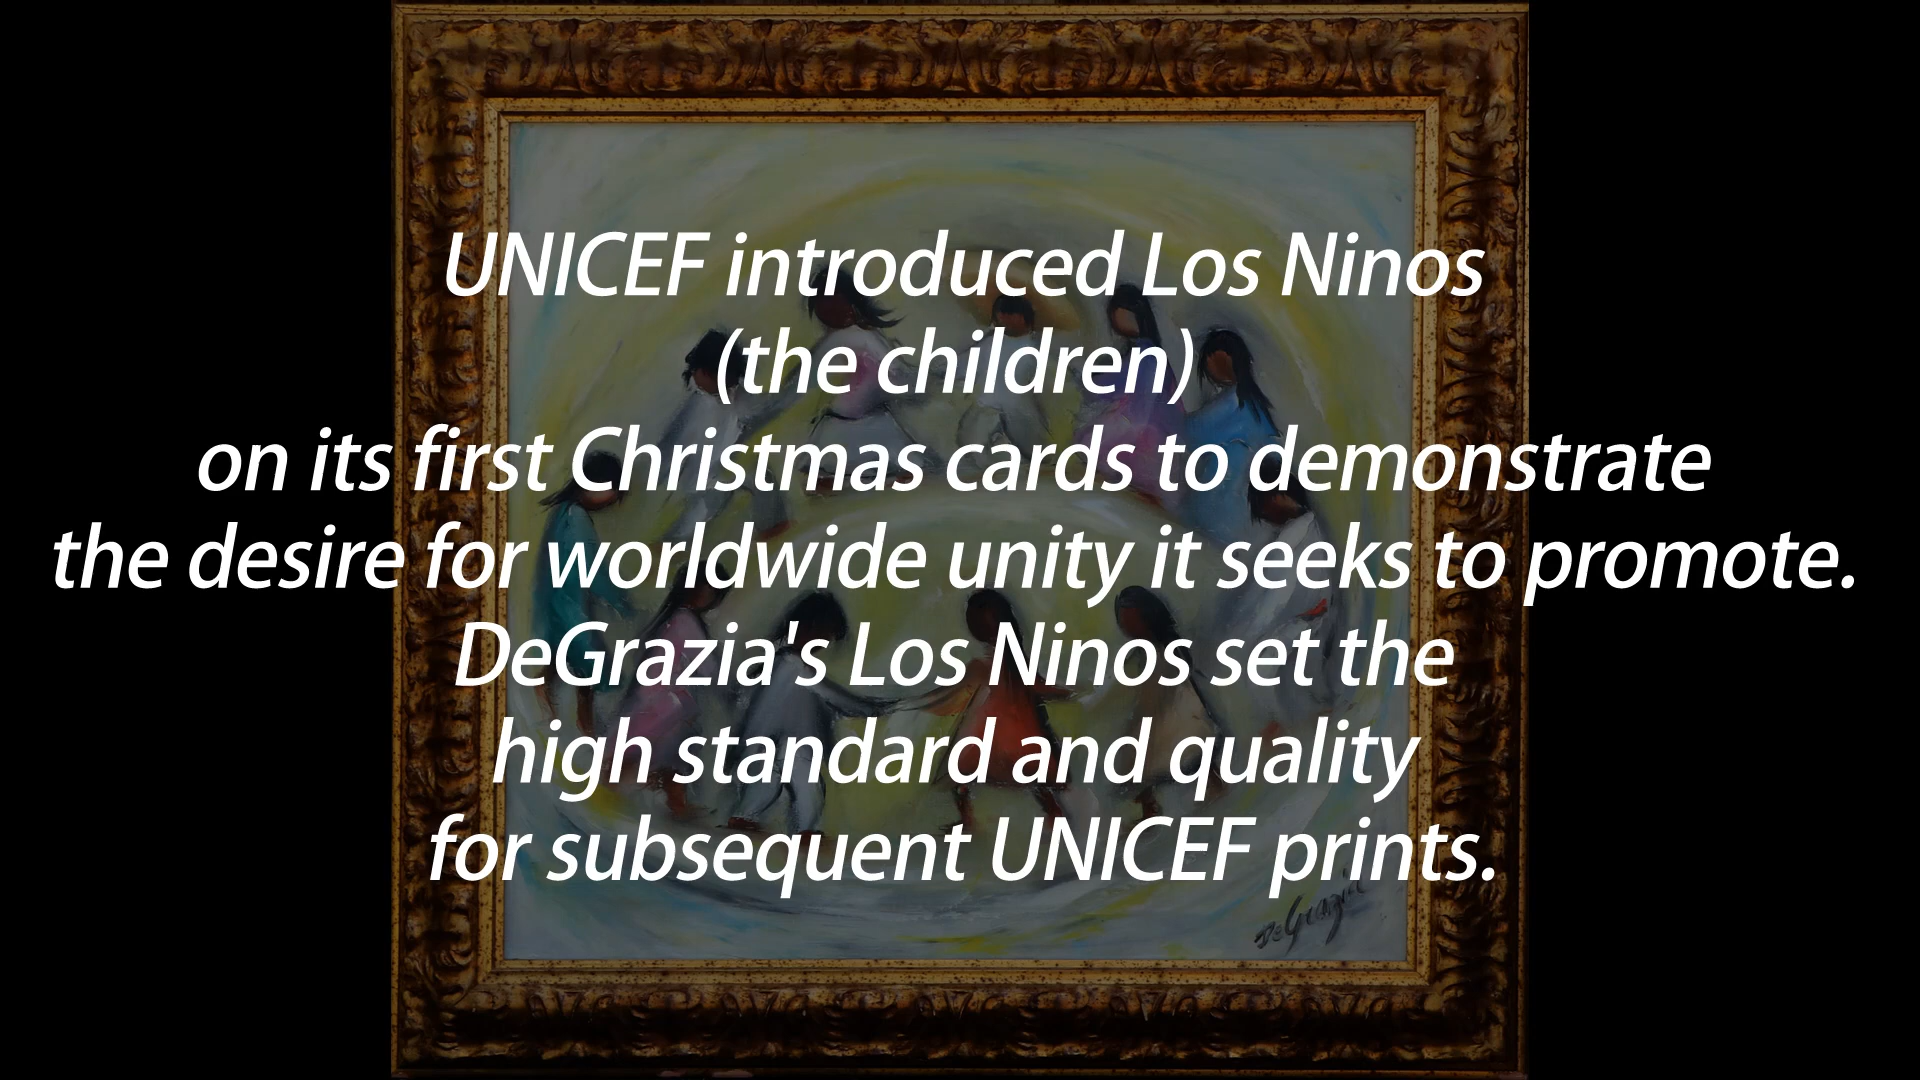 UNICEF introduced Los Ninos
(the children)
on its first Christmas cards to demonstrate
the desire for worldwide unity it seeks to promote.
DeGrazia's Los Ninos set the
high standard and quality
for subsequent UNICEF prints.
DeGrazia